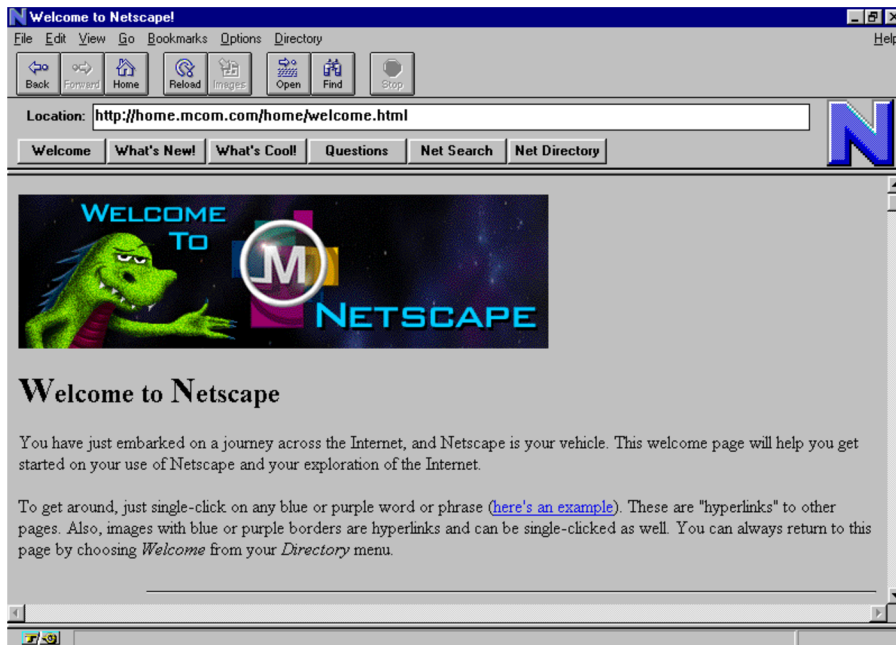 Welcome to Netscape!
File Edit View Go Bookmarks Options Directory Help
Back Forward Home Reload Images Open Find Stop
Location: http://home.mcom.com/home/welcome.html
N
Welcome What's New! What's Cool! Questions Net Search Net Directory
WELCOME
TO
M
NETSCAPE
Welcome to Netscape
You have just embarked on a journey across the Internet, and Netscape is your vehicle. This welcome page will help you get
started on your use of Netscape and your exploration of the Internet.
To get around, just single-click on any blue or purple word or phrase (here's an example). These are "hyperlinks" to other
pages. Also, images with blue or purple borders are hyperlinks and can be single-clicked as well. You can always return to this
page by choosing Welcome from your Directory menu.